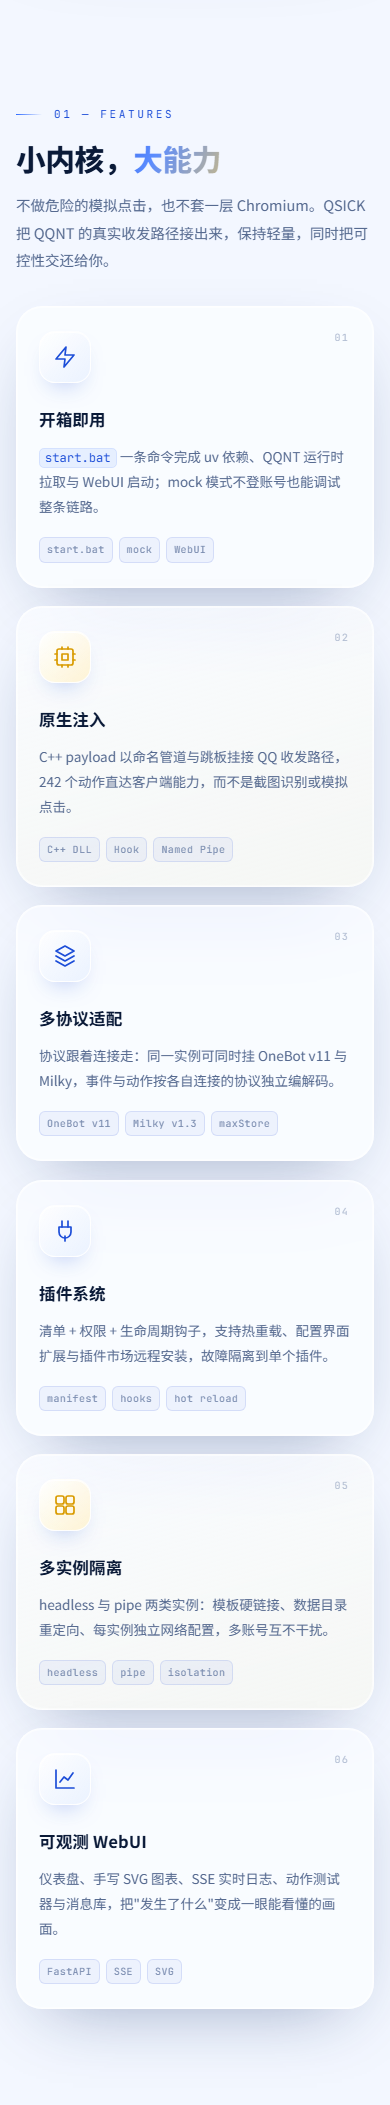 01 — FEATURES
小内核，大能力
不做危险的模拟点击，也不套一层 Chromium。QSICK
把 QQNT 的真实收发路径接出来，保持轻量，同时把可
控性交还给你。
01
开箱即用
start.bat 一条命令完成 uv 依赖、QQNT 运行时
拉取与 WebUI 启动；mock 模式不登账号也能调试
整条链路。
start.bat mock WebUI
02
原生注入
C++ payload 以命名管道与跳板挂接 QQ 收发路径，
242 个动作直达客户端能力，而不是截图识别或模拟
点击。
C++ DLL Hook Named Pipe
03
多协议适配
协议跟着连接走：同一实例可同时挂 OneBot v11 与
Milky，事件与动作按各自连接的协议独立编解码。
OneBot v11 Milky v1.3 maxStore
04
插件系统
清单 + 权限 + 生命周期钩子，支持热重载、配置界面
扩展与插件市场远程安装，故障隔离到单个插件。
manifest hooks hot reload
05
多实例隔离
headless 与 pipe 两类实例：模板硬链接、数据目录
重定向、每实例独立网络配置，多账号互不干扰。
headless pipe isolation
06
可观测 WebUI
仪表盘、手写 SVG 图表、SSE 实时日志、动作测试
器与消息库，把"发生了什么"变成一眼能看懂的画
面。
FastAPI SSE SVG